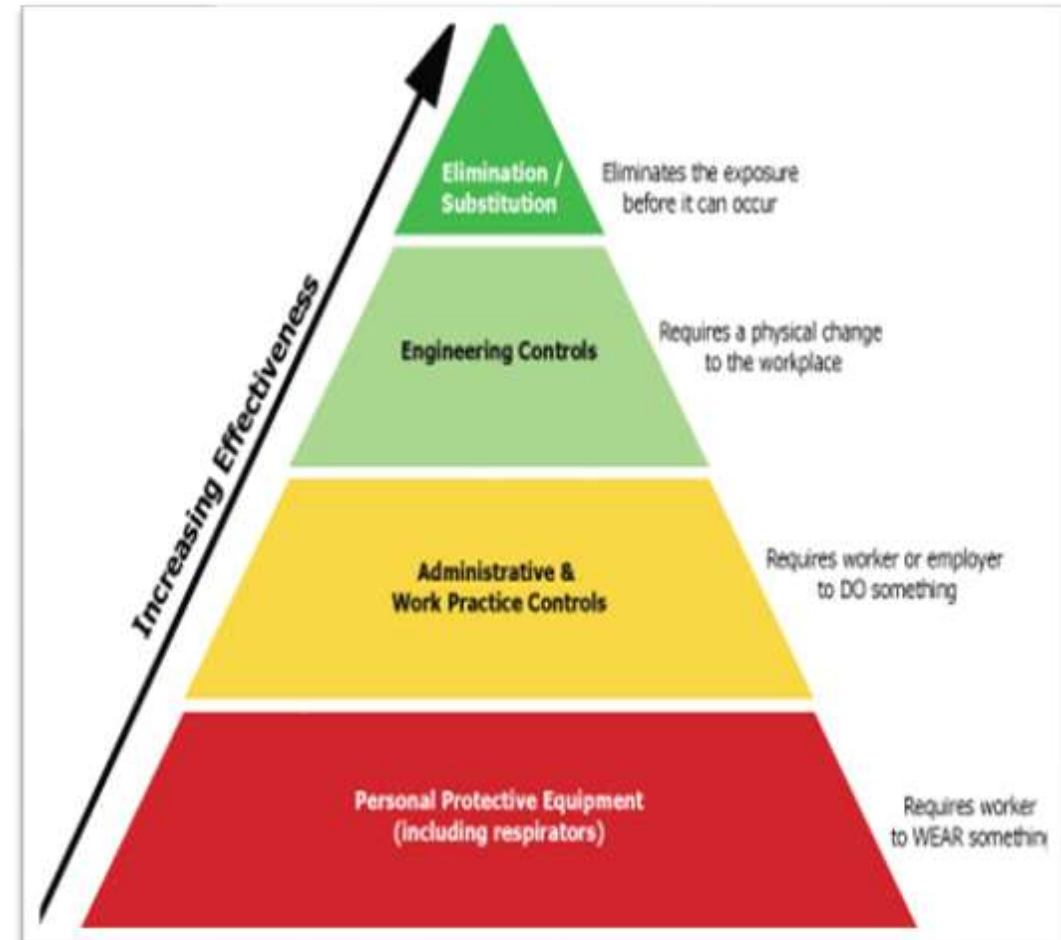 Elimination /
Substitution
Eliminates the exposure
before it can occur
Increasing Effectiveness
Engineering Controls
Requires a physical change
to the workplace
Administrative &
Work Practice Controls
Requires worker or employer
to DO something
Personal Protective Equipment
(including respirators)
Requires worker
to WEAR somethin